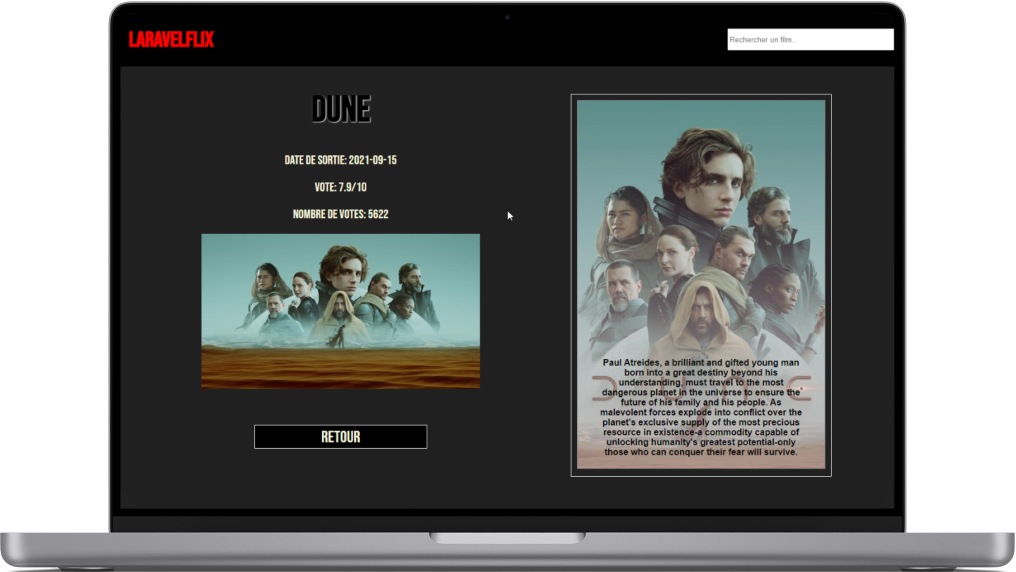 LARAVELFLIX
Rechercher un film...
DUNE
DATE DE SORTIE: 2021-09-15
VOTE: 7.9/10
NOMBRE DE VOTES: 5622
RETOUR
Paul Atreides, a brilliant and gifted young man
born into a great destiny beyond his
understanding, must travel to the most
dangerous planet in the universe to ensure the
future of his family and his people. As
malevolent forces explode into conflict over the
planet's exclusive supply of the most precious
resource in existence-a commodity capable of
unlocking humanity's greatest potential-only
those who can conquer their fear will survive.